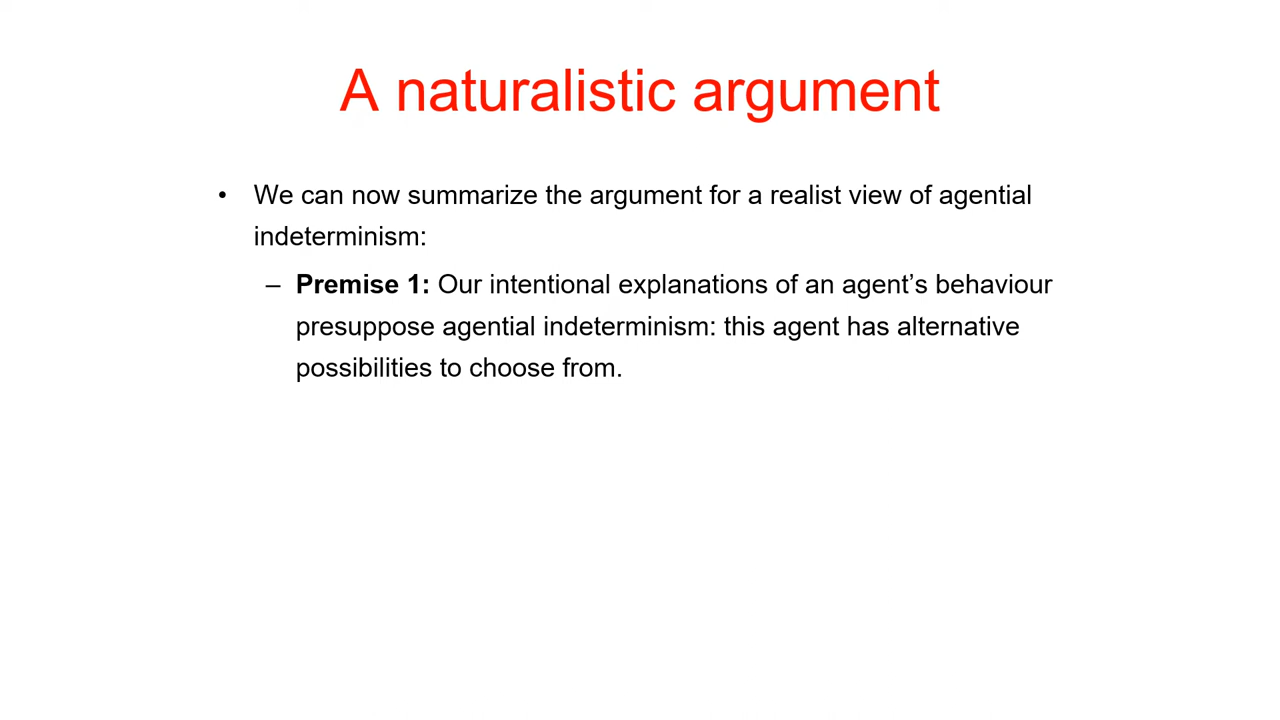 A naturalistic argument
• We can now summarize the argument for a realist view of agential
indeterminism:
– Premise 1: Our intentional explanations of an agent’s behaviour
presuppose agential indeterminism: this agent has alternative
possibilities to choose from.